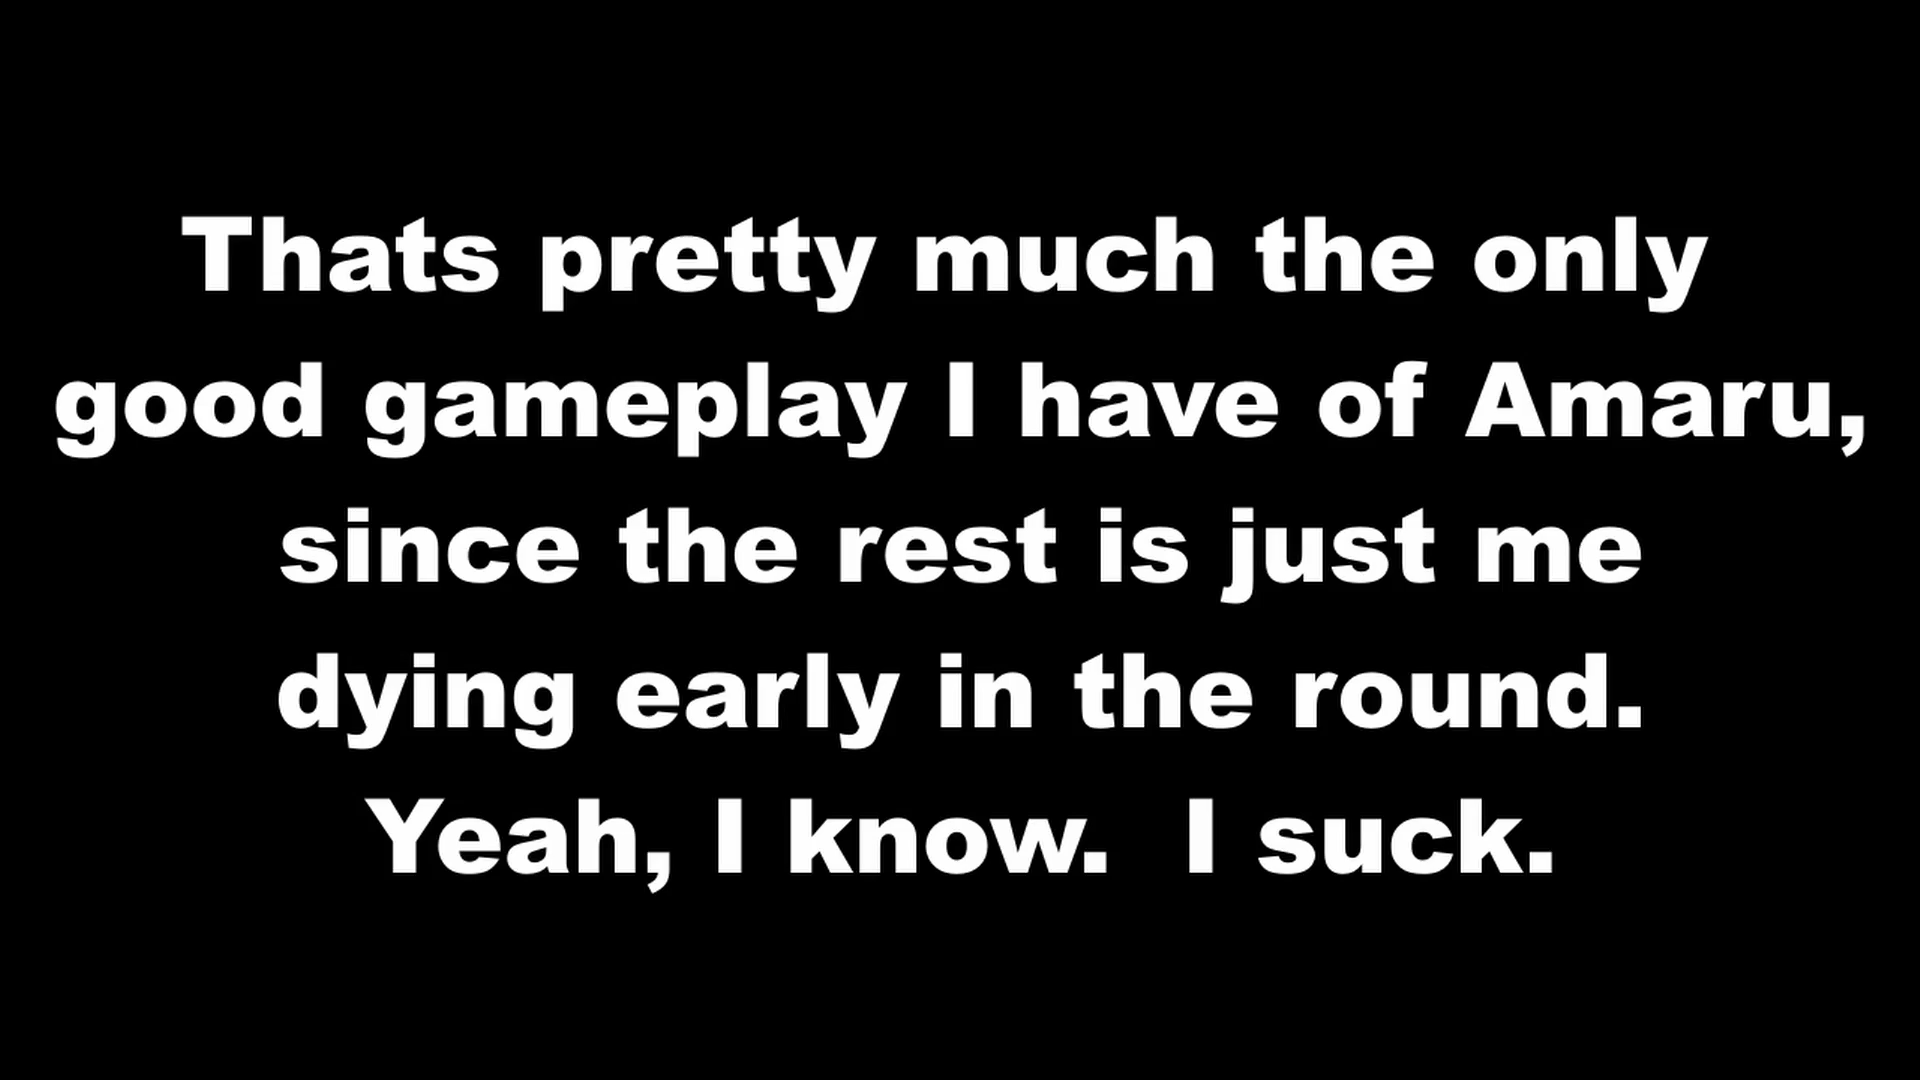 Thats pretty much the only
good gameplay I have of Amaru,
since the rest is just me
dying early in the round.
Yeah, I know.  I suck.